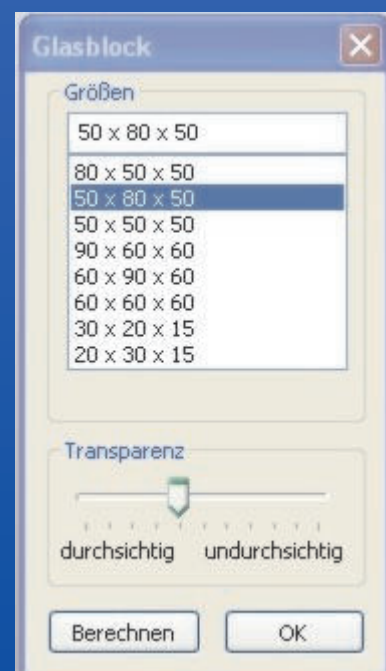 Glasblock
Größen
50 x 80 x 50
80 x 50 x 50
50 x 80 x 50
50 x 50 x 50
90 x 60 x 60
60 x 90 x 60
60 x 60 x 60
30 x 20 x 15
20 x 30 x 15
Transparenz
durchsichtig undurchsichtig
Berechnen OK